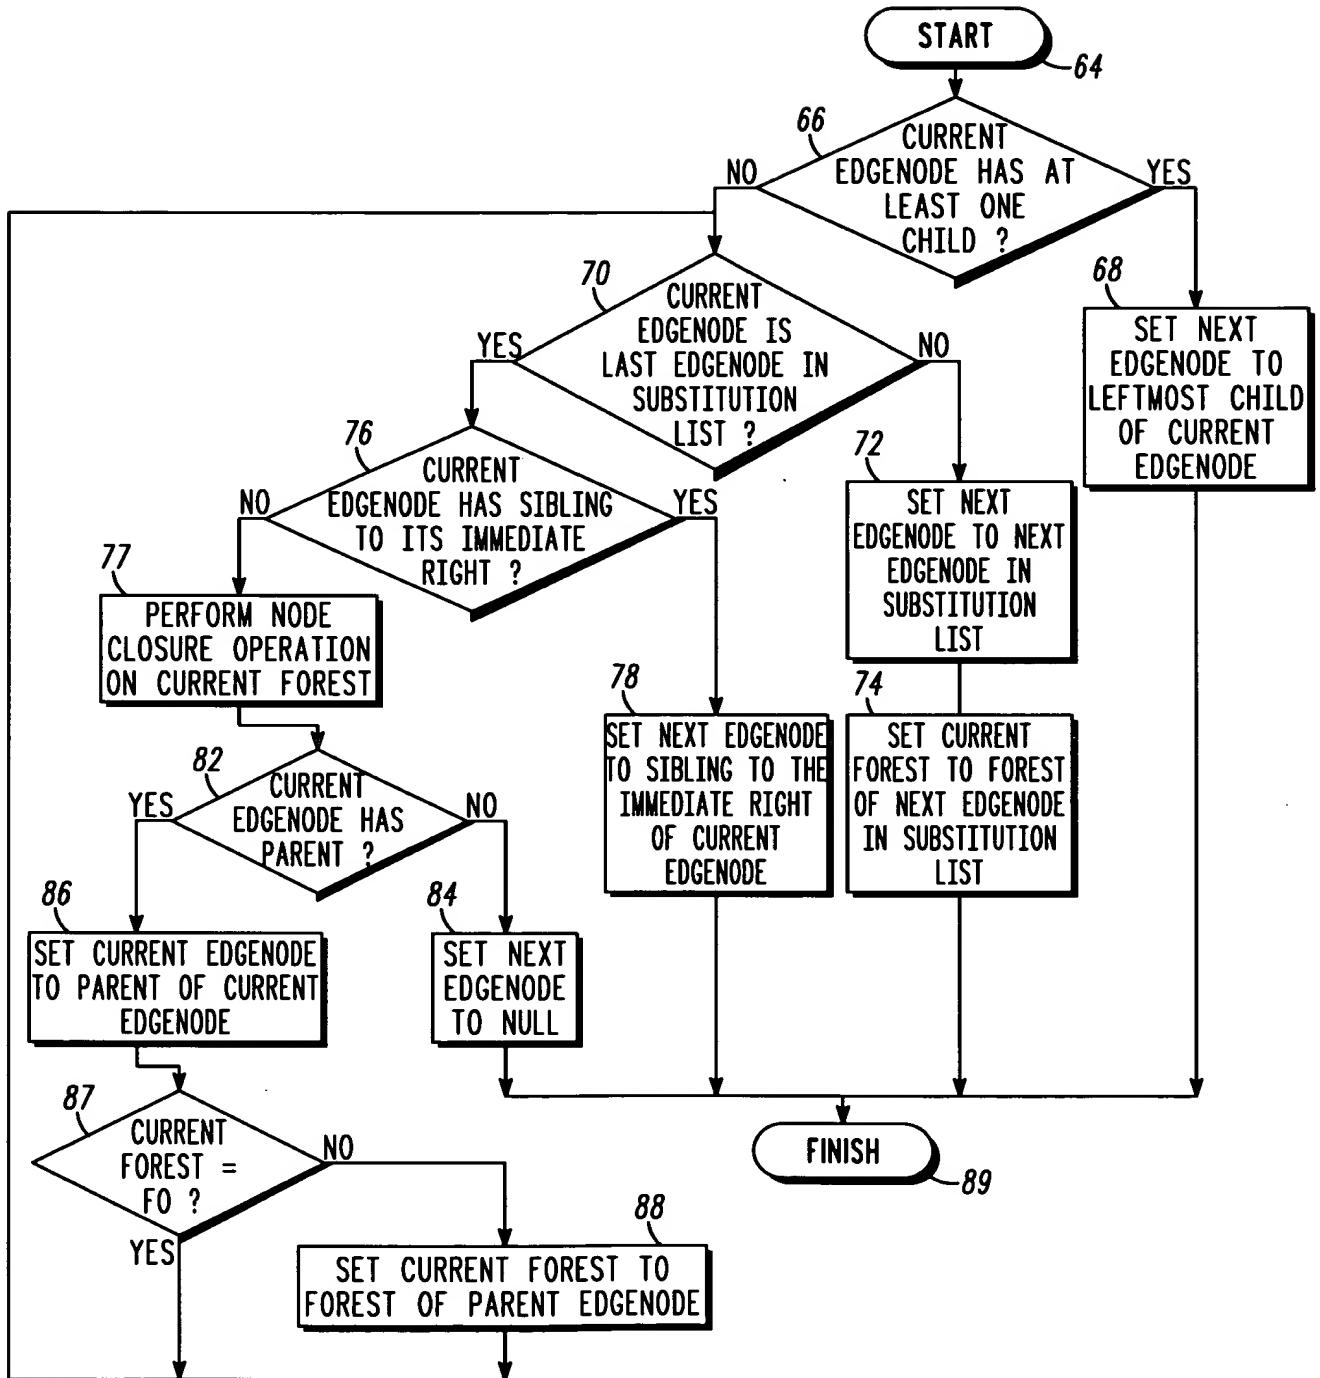 START
64
66
CURRENT
EDGENODE HAS AT
LEAST ONE
CHILD ?
NO
YES
70
CURRENT
EDGENODE IS
LAST EDGENODE IN
SUBSTITUTION
LIST ?
YES
NO
68
SET NEXT
EDGENODE TO
LEFTMOST CHILD
OF CURRENT
EDGENODE
76
CURRENT
EDGENODE HAS SIBLING
TO ITS IMMEDIATE
RIGHT ?
NO
YES
72
SET NEXT
EDGENODE TO NEXT
EDGENODE IN
SUBSTITUTION
LIST
77
PERFORM NODE
CLOSURE OPERATION
ON CURRENT FOREST
78
SET NEXT EDGENODE
TO SIBLING TO THE
IMMEDIATE RIGHT
OF CURRENT
EDGENODE
74
SET CURRENT
FOREST TO FOREST
OF NEXT EDGENODE
IN SUBSTITUTION
LIST
82
CURRENT
EDGENODE HAS
PARENT ?
YES
NO
86
SET CURRENT EDGENODE
TO PARENT OF CURRENT
EDGENODE
84
SET NEXT
EDGENODE
TO NULL
87
CURRENT
FOREST =
FO ?
NO
YES
FINISH
89
88
SET CURRENT FOREST TO
FOREST OF PARENT EDGENODE